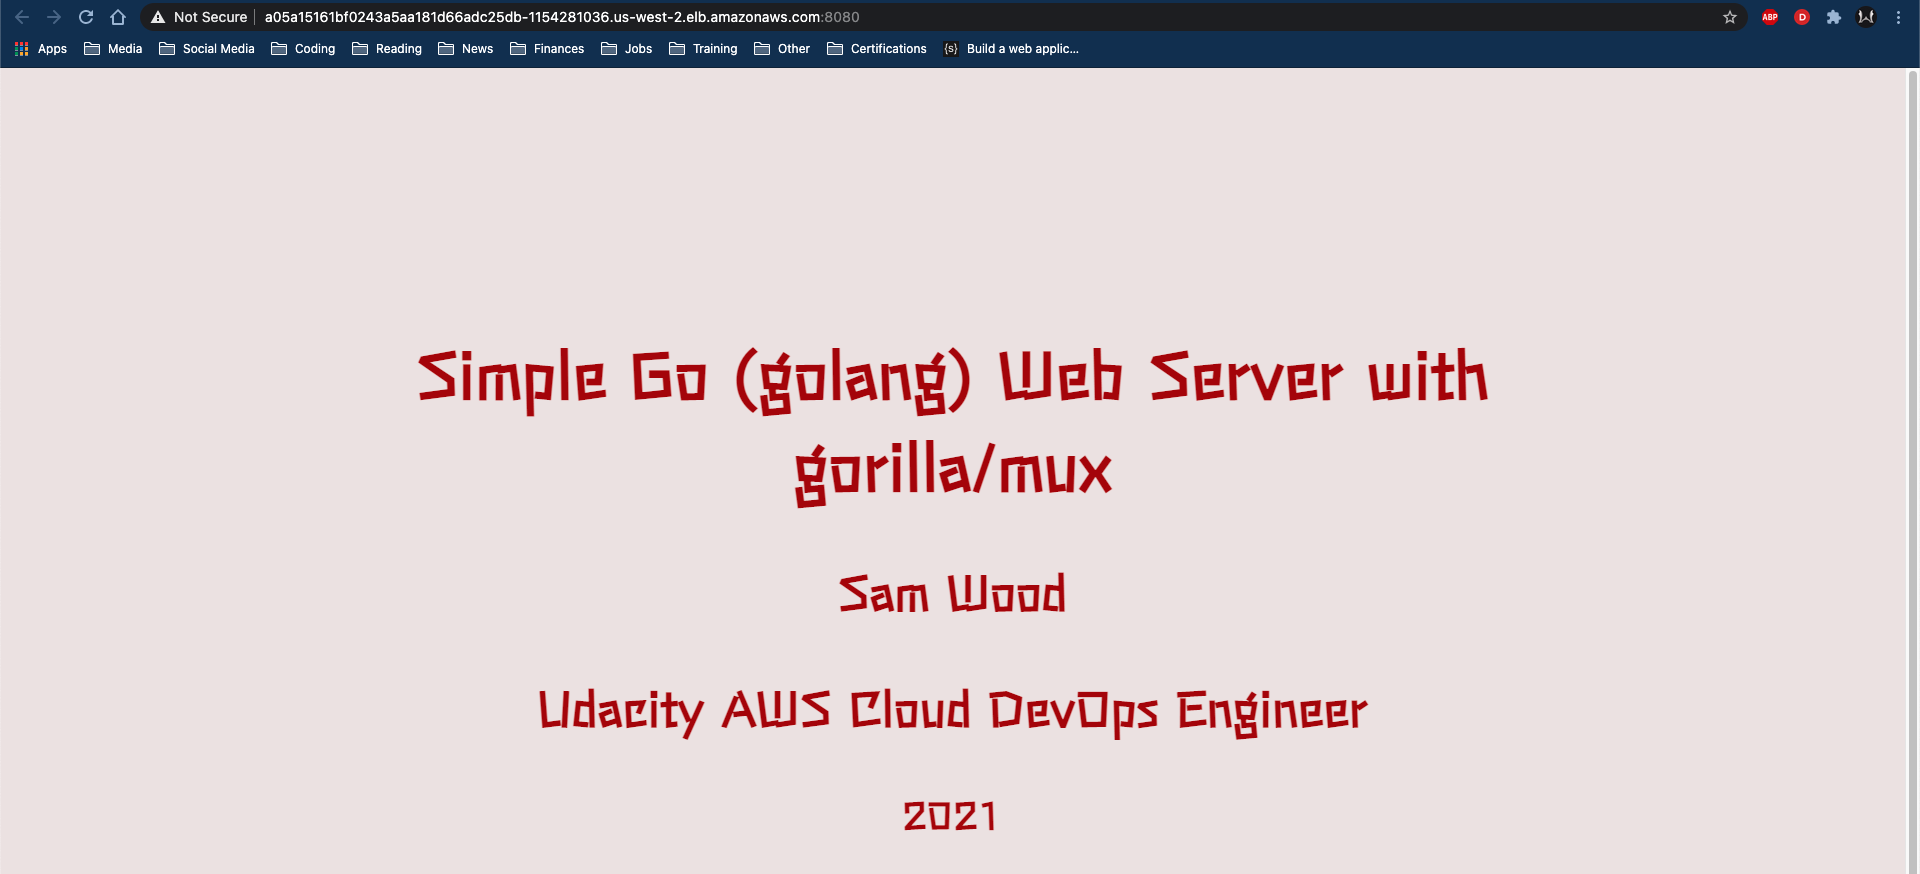 Not Secure a05a15161bf0243a5aa181d66adc25db-1154281036.us-west-2.elb.amazonaws.com:8080 ABP D
Apps Media Social Media Coding Reading News Finances Jobs Training Other Certifications {s} Build a web applic...
Simple Go (golang) Web Server with
gorilla/mux
Sam Wood
Udacity AWS Cloud DevOps Engineer
2021